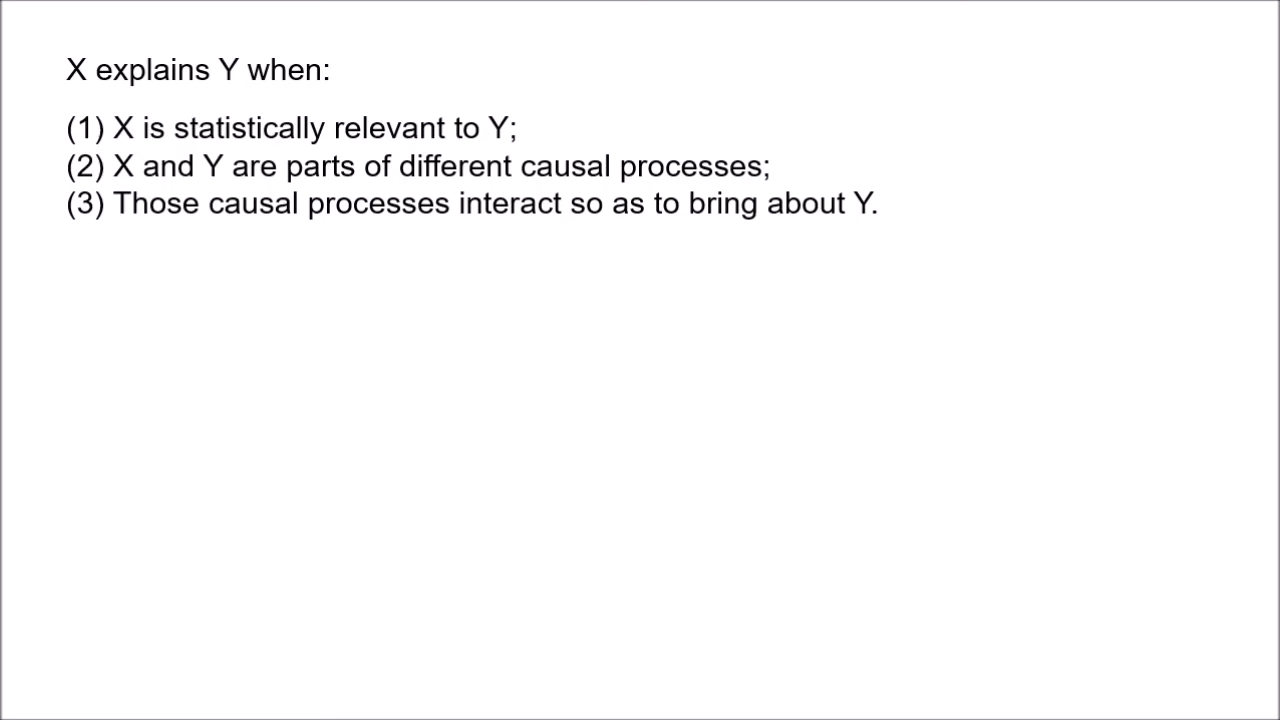 X explains Y when:
(1) X is statistically relevant to Y;
(2) X and Y are parts of different causal processes;
(3) Those causal processes interact so as to bring about Y.